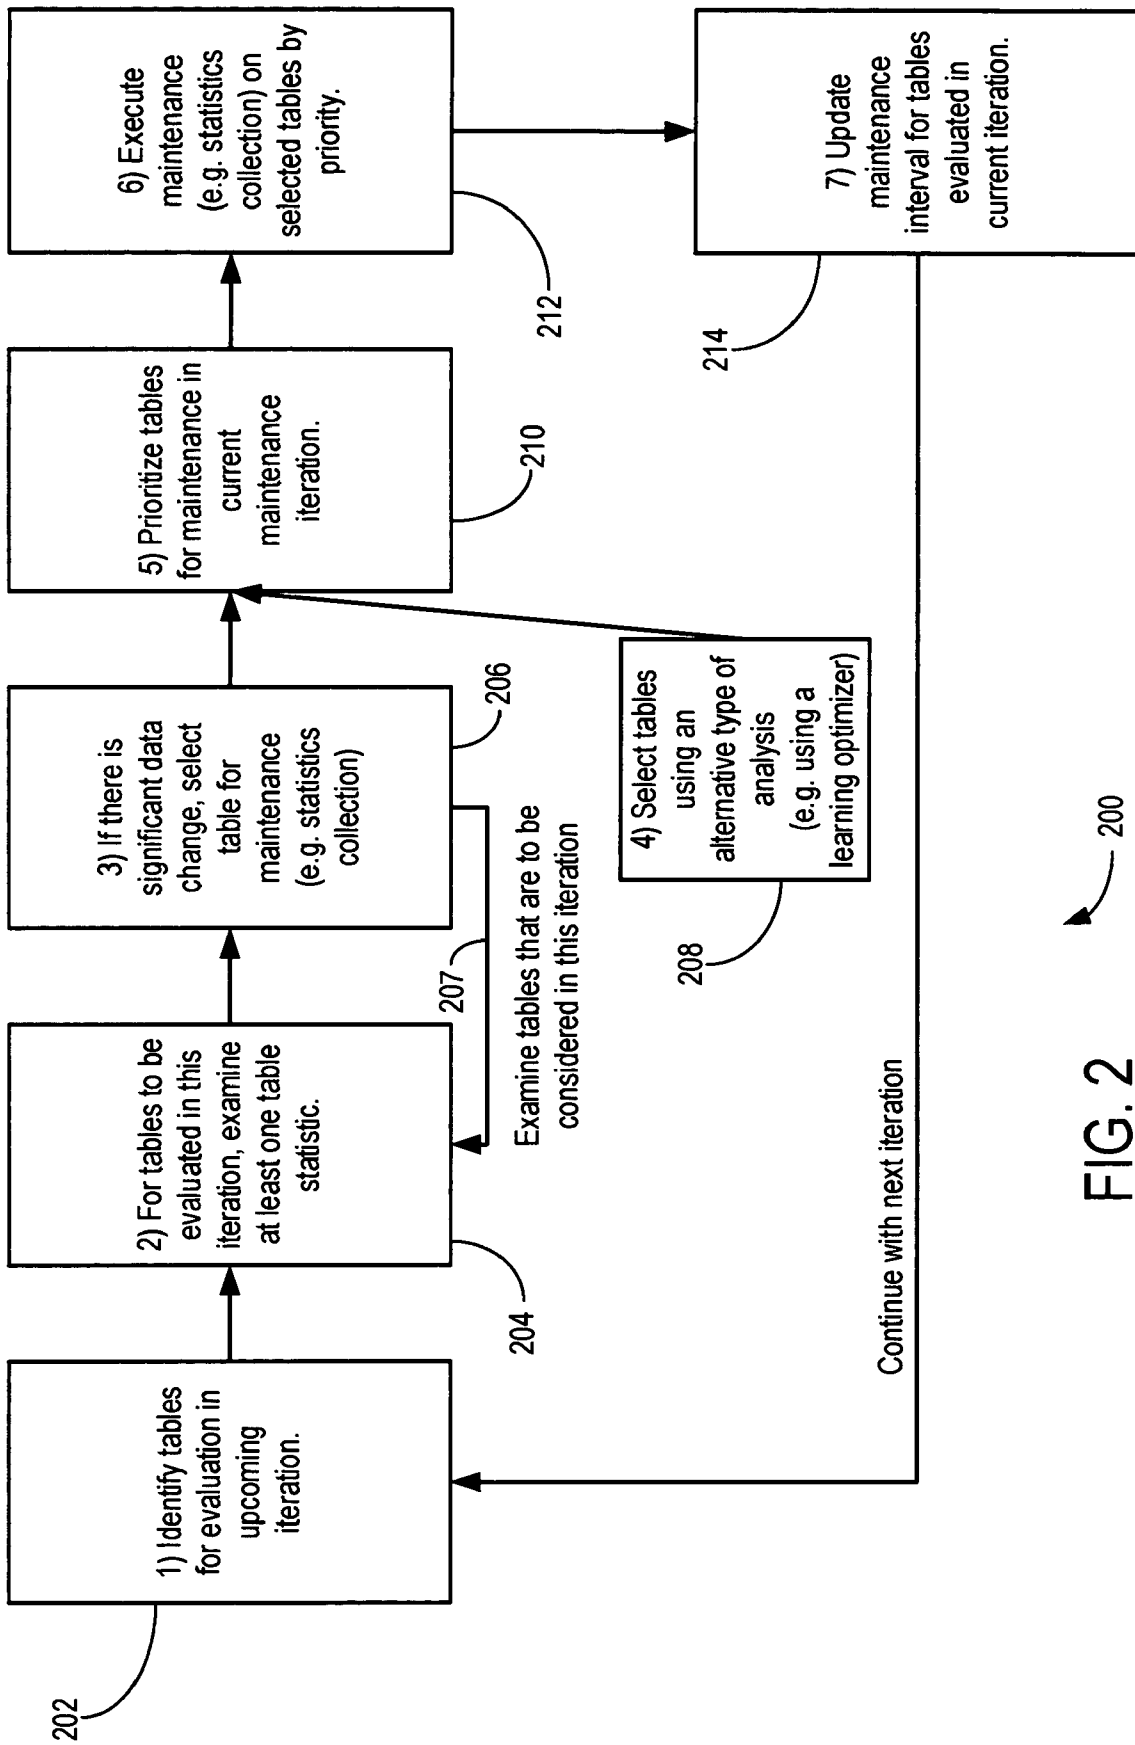 1) Identify tables
for evaluation in
upcoming
iteration.
202
2) For tables to be
evaluated in this
iteration, examine
at least one table
statistic.
204
3) If there is
significant data
change, select
table for
maintenance
(e.g. statistics
collection)
206
207
Examine tables that are to be
considered in this iteration
4) Select tables
using an
alternative type of
analysis
(e.g. using a
learning optimizer)
208
5) Prioritize tables
for maintenance in
current
maintenance
iteration.
210
6) Execute
maintenance
(e.g. statistics
collection) on
selected tables by
priority.
212
7) Update
maintenance
interval for tables
evaluated in
current iteration.
214
Continue with next iteration
200
FIG. 2